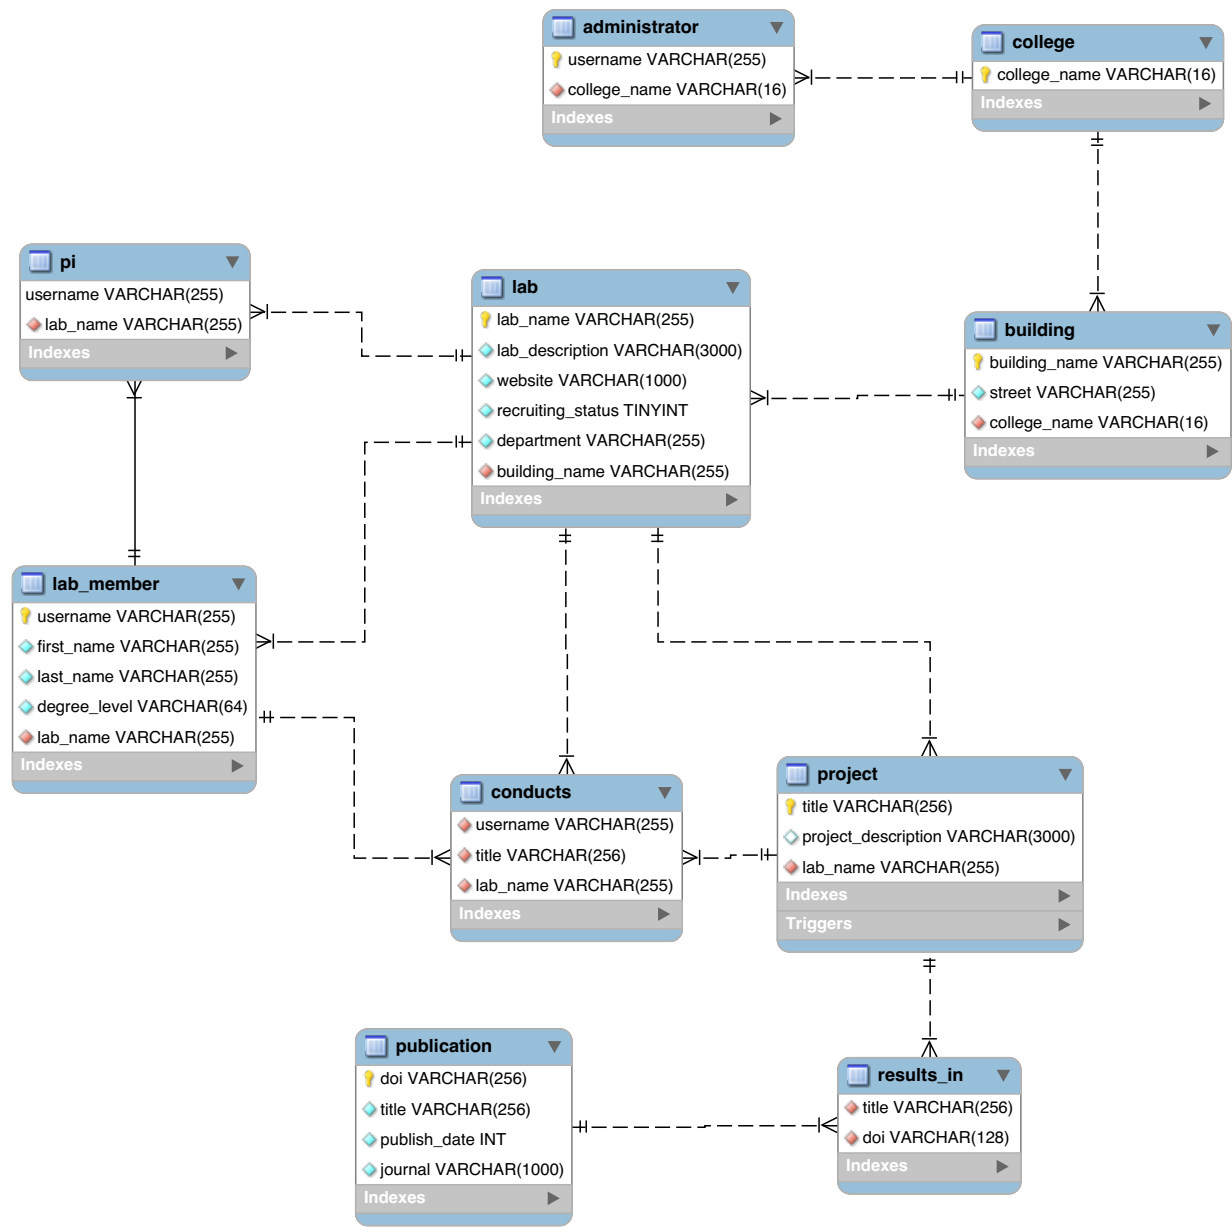 administrator
username VARCHAR(255)
college_name VARCHAR(16)
Indexes
college
college_name VARCHAR(16)
Indexes
pi
username VARCHAR(255)
lab_name VARCHAR(255)
Indexes
lab
lab_name VARCHAR(255)
lab_description VARCHAR(3000)
website VARCHAR(1000)
recruiting_status TINYINT
department VARCHAR(255)
building_name VARCHAR(255)
Indexes
building
building_name VARCHAR(255)
street VARCHAR(255)
college_name VARCHAR(16)
Indexes
lab_member
username VARCHAR(255)
first_name VARCHAR(255)
last_name VARCHAR(255)
degree_level VARCHAR(64)
lab_name VARCHAR(255)
Indexes
conducts
username VARCHAR(255)
title VARCHAR(256)
lab_name VARCHAR(255)
Indexes
project
title VARCHAR(256)
project_description VARCHAR(3000)
lab_name VARCHAR(255)
Indexes
Triggers
publication
doi VARCHAR(256)
title VARCHAR(256)
publish_date INT
journal VARCHAR(1000)
Indexes
results_in
title VARCHAR(256)
doi VARCHAR(128)
Indexes